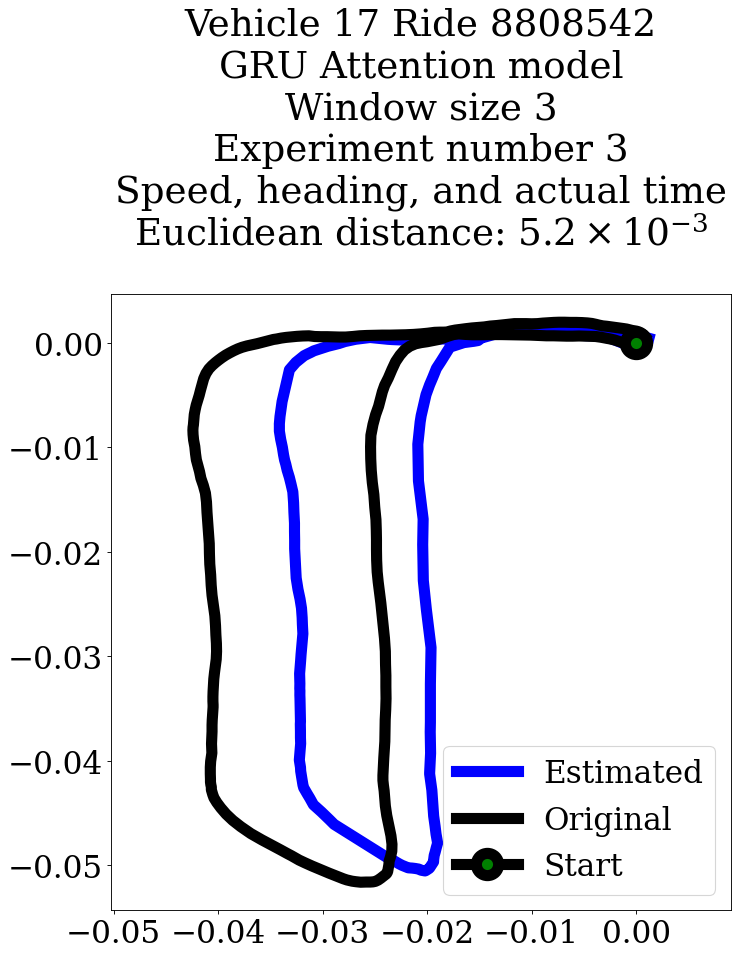 Vehicle 17 Ride 8808542
GRU Attention model
Window size 3
Experiment number 3
Speed, heading, and actual time
Euclidean distance: 5.2 × 10⁻³
0.00
−0.01
−0.02
−0.03
−0.04
−0.05
Estimated
Original
Start
−0.05 −0.04 −0.03 −0.02 −0.01 0.00